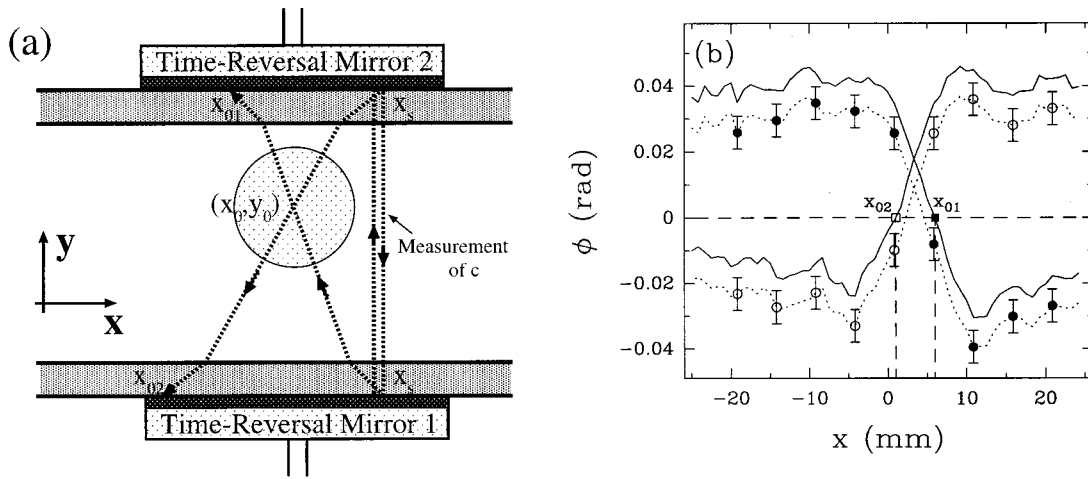 (a)
Time-Reversal Mirror 2
x01
xs
(x0,y0)
Measurement
of c
y
x
x02
xs
Time-Reversal Mirror 1
(b)
0.04
0.02
0
-0.02
-0.04
ϕ (rad)
x02
x01
-20
-10
0
10
20
x (mm)